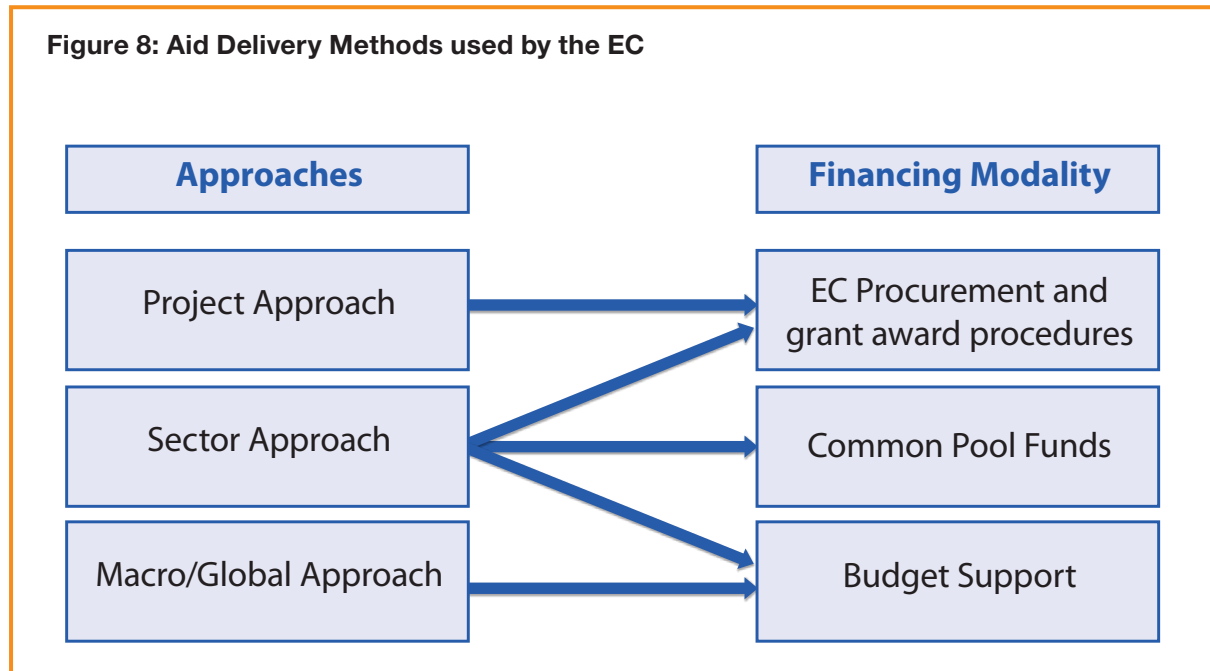 Figure 8: Aid Delivery Methods used by the EC
Approaches
Financing Modality
Project Approach
EC Procurement and
grant award procedures
Sector Approach
Common Pool Funds
Macro/Global Approach
Budget Support